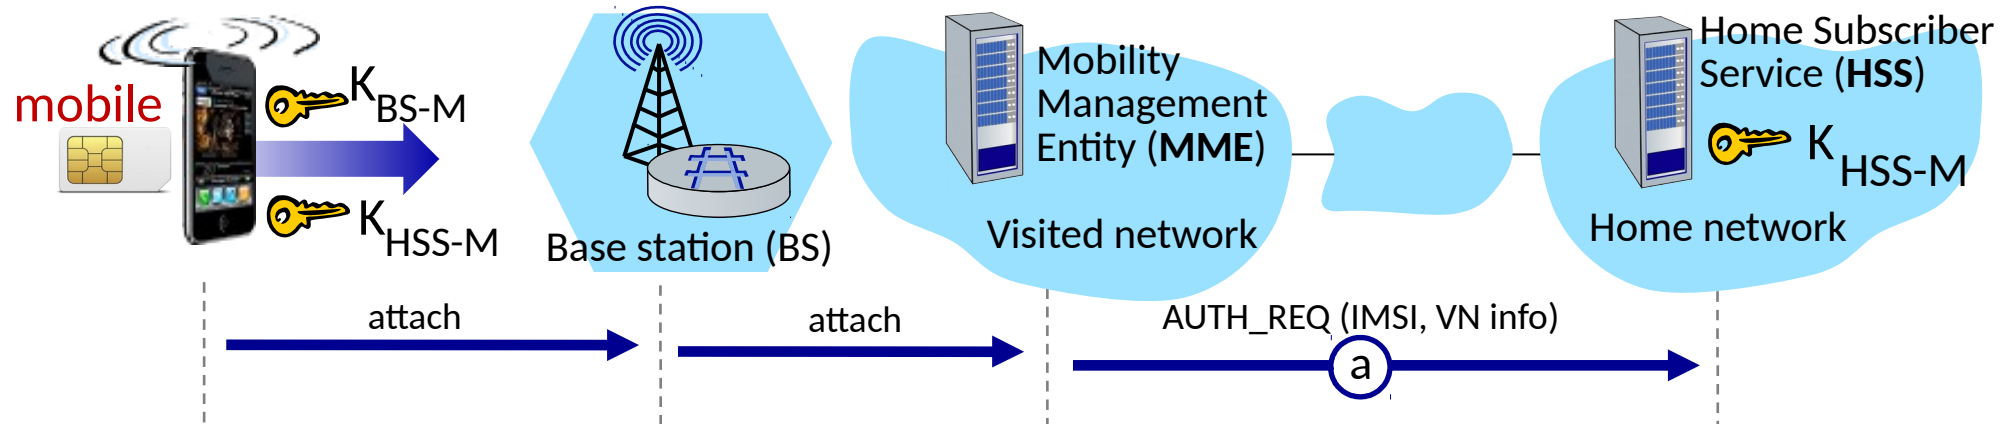 mobile
K BS-M
K HSS-M
Base station (BS)
Mobility
Management
Entity (MME)
Visited network
Home Subscriber
Service (HSS)
K HSS-M
Home network
attach
attach
AUTH_REQ (IMSI, VN info)
a